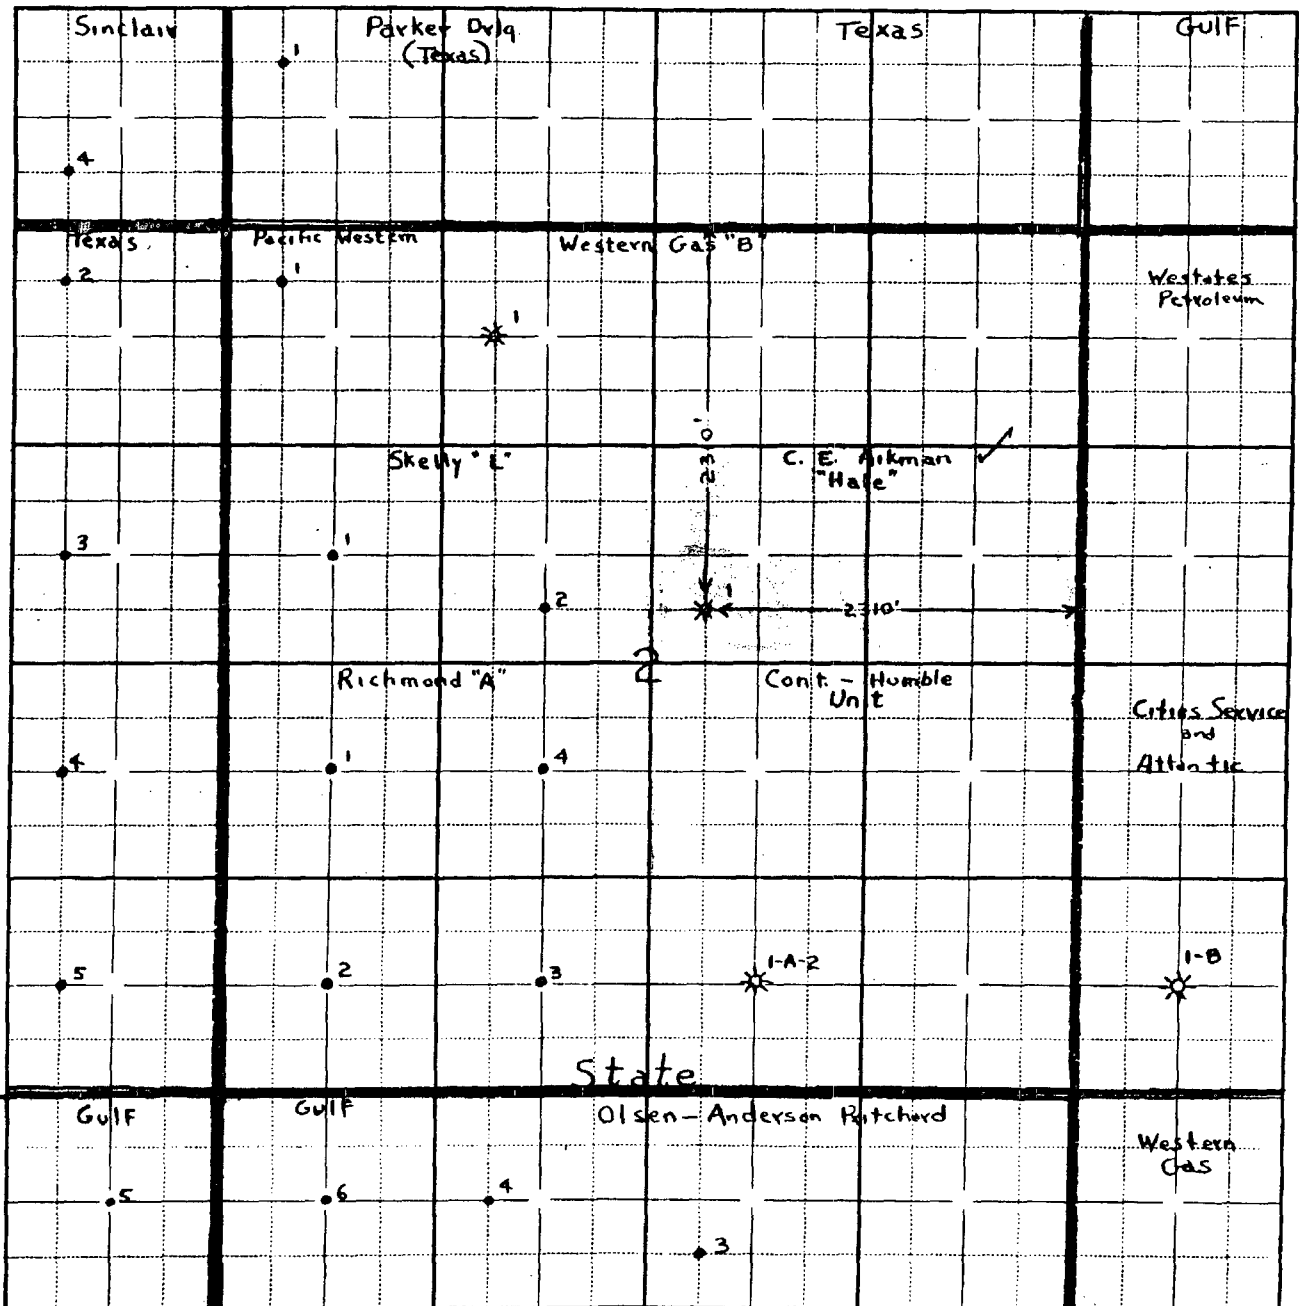 Sinclair
Parker Drlg
(Texas)
Texas
Gulf
1
4
Texas
Pacific Western
Western Gas "B"
2
1
Westates
Petroleum
1
2310'
Skelly "E"
C. E. Aikman
"Hale"
3
1
2
1
2310'
2
Richmond "A"
Cont. - Humble
Unit
Cities Service
and
Atlantic
4
1
4
5
2
3
1-A-2
1-B
State
Gulf
Gulf
Olsen - Anderson Pritchard
Western
Gas
5
6
4
3